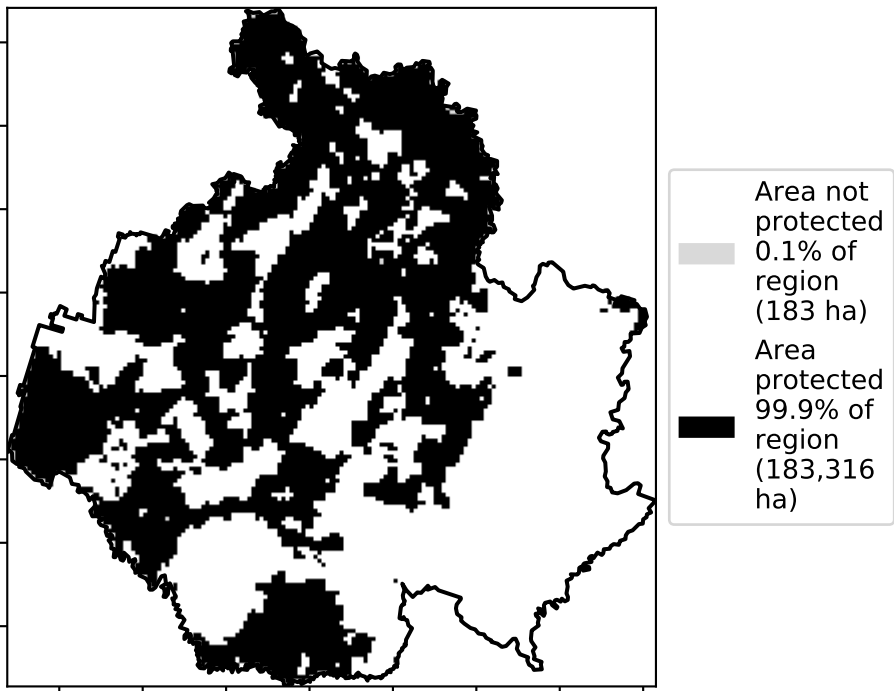 Area not
protected
0.1% of
region
(183 ha)
Area
protected
99.9% of
region
(183,316
ha)